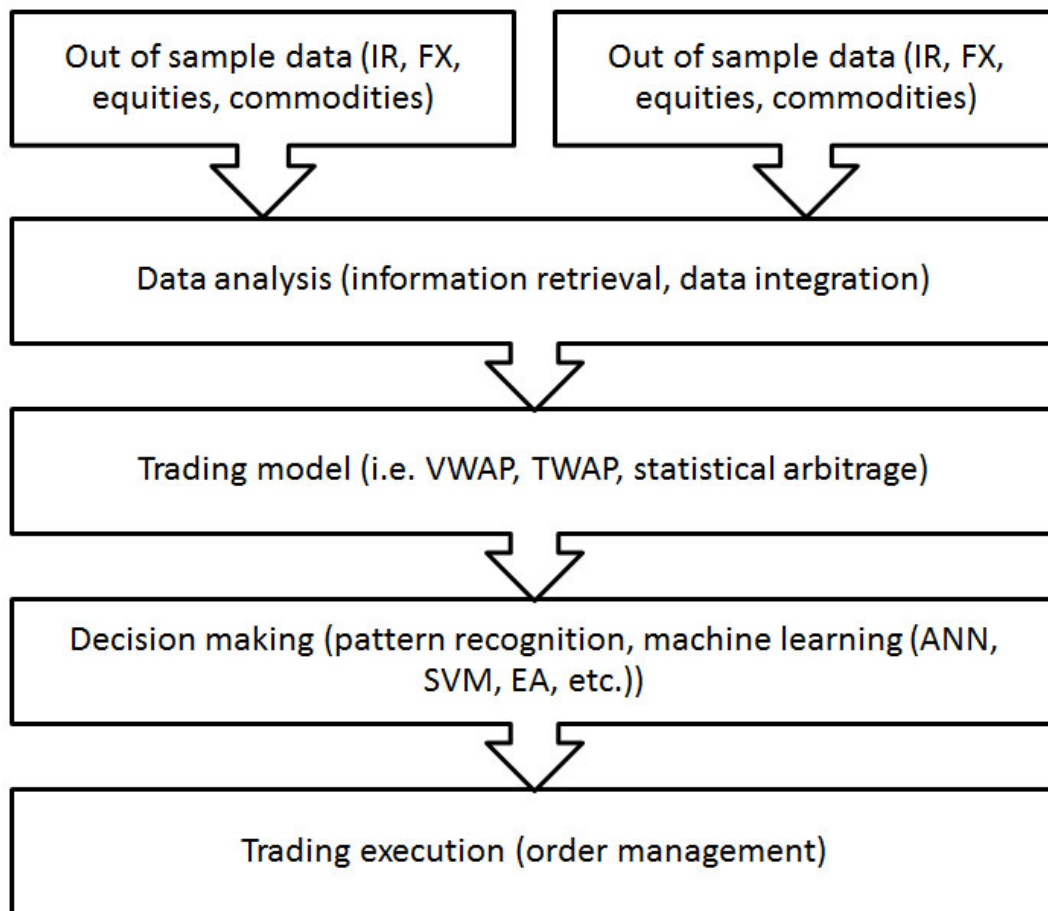 Out of sample data (IR, FX,
equities, commodities)
Out of sample data (IR, FX,
equities, commodities)
Data analysis (information retrieval, data integration)
Trading model (i.e. VWAP, TWAP, statistical arbitrage)
Decision making (pattern recognition, machine learning (ANN,
SVM, EA, etc.))
Trading execution (order management)